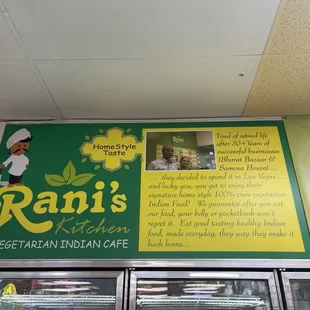 HomeStyle
Taste
Rani's
Kitchen
VEGETARIAN INDIAN CAFE
Tired of retired life
after 30+Years of
successful businesses
(Bharat Bazaar &
Samosa House)....
.... they decided to spend it to Las Vegas.....
and lucky you, you get to enjoy their
signature home style 100% pure vegetarian
Indian Food! We guarantee after you eat
our food, your belly or pocketbook won't
regret it. Eat good tasting healthy Indian
food, made everyday, they way they make it
back home...